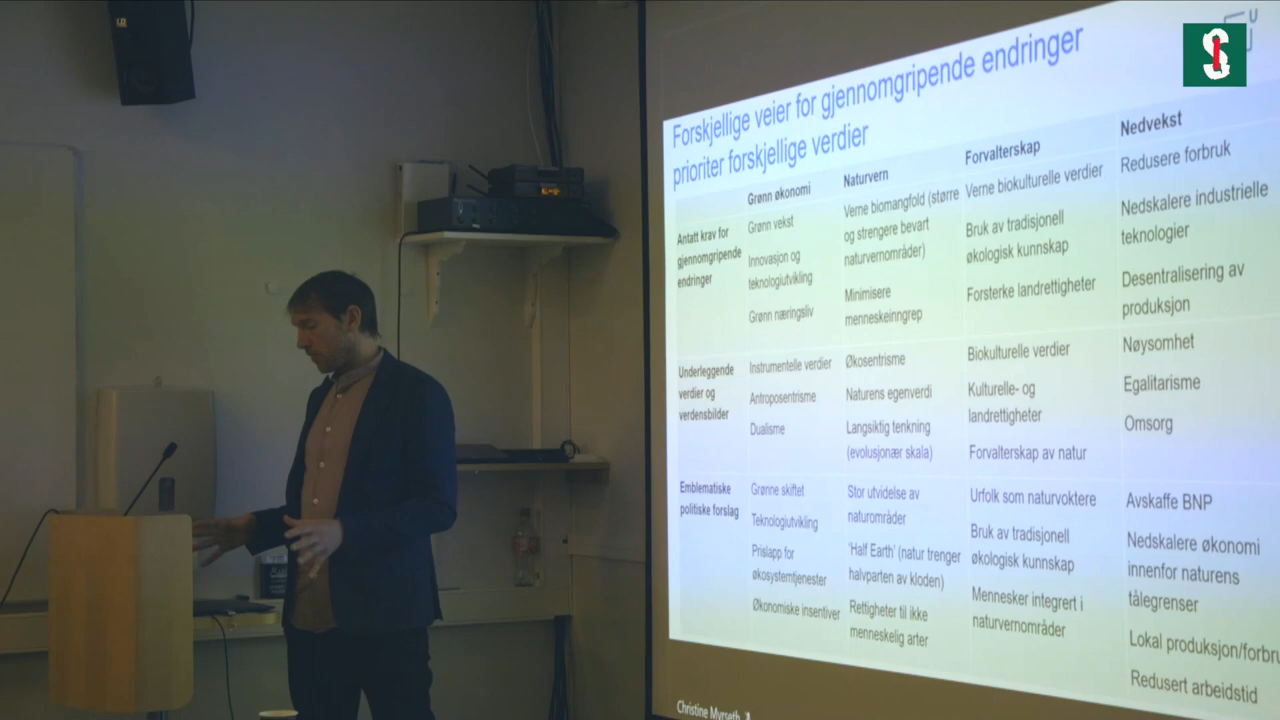 Forskjellige veier for gjennomgripende endringer
prioriter forskjellige verdier
Grønn økonomi
Naturvern
Forvalterskap
Nedvekst
Antatt krav for
gjennomgripende
endringer
Grønn vekst
Innovasjon og
teknologiutvikling
Grønn næringsliv
Verne biomangfold (større
og strengere bevart
naturvernområder)
Minimisere
menneskeinngrep
Verne biokulturelle verdier
Bruk av tradisjonell
økologisk kunnskap
Forsterke landrettigheter
Redusere forbruk
Nedskalere industrielle
teknologier
Desentralisering av
produksjon
Underleggende
verdier og
verdensbilder
Instrumentelle verdier
Antroposentrisme
Dualisme
Økosentrisme
Naturens egenverdi
Langsiktig tenkning
(evolusjonær skala)
Biokulturelle verdier
Kulturelle- og
landrettigheter
Forvalterskap av natur
Nøysomhet
Egalitarisme
Omsorg
Emblematiske
politiske forslag
Grønne skiftet
Teknologiutvikling
Prislapp for
økosystemtjenester
Økonomiske insentiver
Stor utvidelse av
naturområder
'Half Earth' (natur trenger
halvparten av kloden)
Rettigheter til ikke
menneskelig arter
Urfolk som naturvoktere
Bruk av tradisjonell
økologisk kunnskap
Mennesker integrert i
naturvernområder
Avskaffe BNP
Nedskalere økonomi
innenfor naturens
tålegrenser
Lokal produksjon/forbru
Redusert arbeidstid
Christine Myrseth
U
S